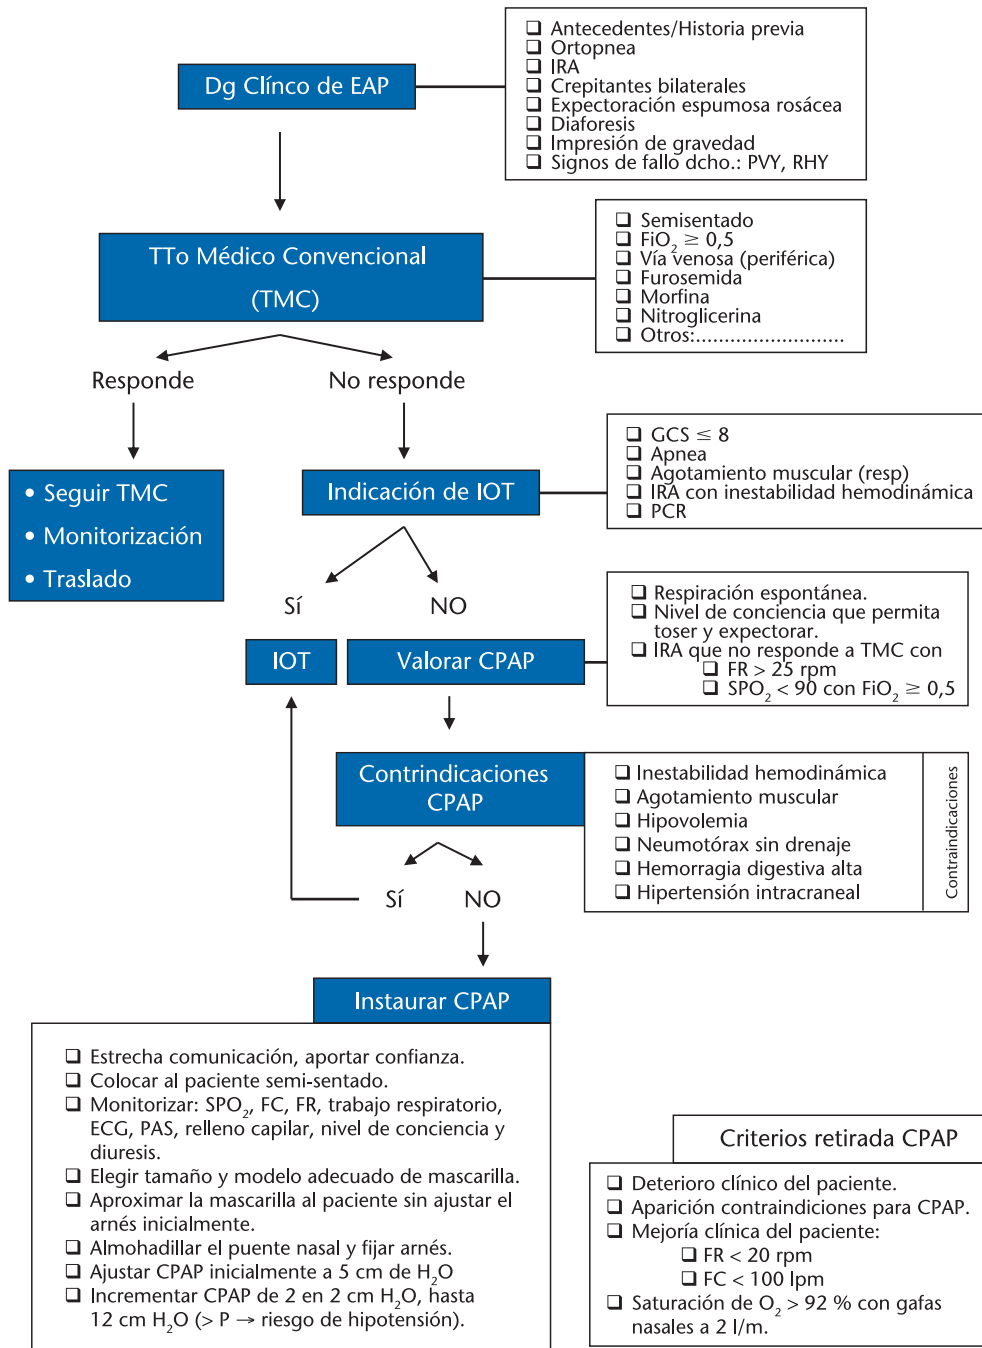 Dg Clínco de EAP
❑ Antecedentes/Historia previa
❑ Ortopnea
❑ IRA
❑ Crepitantes bilaterales
❑ Expectoración espumosa rosácea
❑ Diaforesis
❑ Impresión de gravedad
❑ Signos de fallo dcho.: PVY, RHY
TTo Médico Convencional
(TMC)
❑ Semisentado
❑ FiO₂ ≥ 0,5
❑ Vía venosa (periférica)
❑ Furosemida
❑ Morfina
❑ Nitroglicerina
❑ Otros:..........................
Responde
No responde
• Seguir TMC
• Monitorización
• Traslado
Indicación de IOT
❑ GCS ≤ 8
❑ Apnea
❑ Agotamiento muscular (resp)
❑ IRA con inestabilidad hemodinámica
❑ PCR
Sí
NO
IOT
Valorar CPAP
❑ Respiración espontánea.
❑ Nivel de conciencia que permita
toser y expectorar.
❑ IRA que no responde a TMC con
❑ FR > 25 rpm
❑ SPO₂ < 90 con FiO₂ ≥ 0,5
Contrindicaciones
CPAP
❑ Inestabilidad hemodinámica
❑ Agotamiento muscular
❑ Hipovolemia
❑ Neumotórax sin drenaje
❑ Hemorragia digestiva alta
❑ Hipertensión intracraneal
Contraindicaciones
Sí
NO
Instaurar CPAP
❑ Estrecha comunicación, aportar confianza.
❑ Colocar al paciente semi-sentado.
❑ Monitorizar: SPO₂, FC, FR, trabajo respiratorio,
ECG, PAS, relleno capilar, nivel de conciencia y
diuresis.
❑ Elegir tamaño y modelo adecuado de mascarilla.
❑ Aproximar la mascarilla al paciente sin ajustar el
arnés inicialmente.
❑ Almohadillar el puente nasal y fijar arnés.
❑ Ajustar CPAP inicialmente a 5 cm de H₂O
❑ Incrementar CPAP de 2 en 2 cm H₂O, hasta
12 cm H₂O (> P → riesgo de hipotensión).
Criterios retirada CPAP
❑ Deterioro clínico del paciente.
❑ Aparición contraindiciones para CPAP.
❑ Mejoría clínica del paciente:
❑ FR < 20 rpm
❑ FC < 100 lpm
❑ Saturación de O₂ > 92 % con gafas
nasales a 2 l/m.